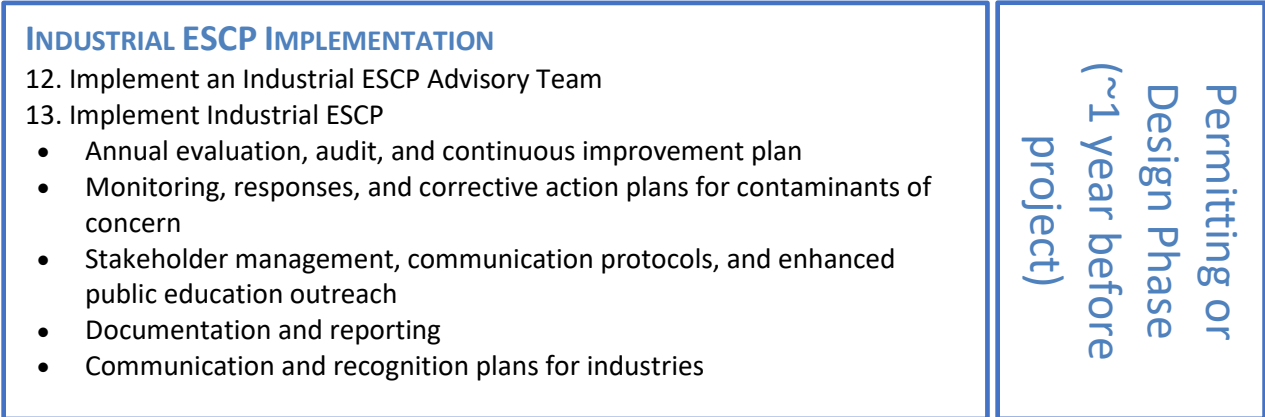 INDUSTRIAL ESCP IMPLEMENTATION
12. Implement an Industrial ESCP Advisory Team
13. Implement Industrial ESCP
• Annual evaluation, audit, and continuous improvement plan
• Monitoring, responses, and corrective action plans for contaminants of
concern
• Stakeholder management, communication protocols, and enhanced
public education outreach
• Documentation and reporting
• Communication and recognition plans for industries
Permitting or
Design Phase
(~1 year before
project)